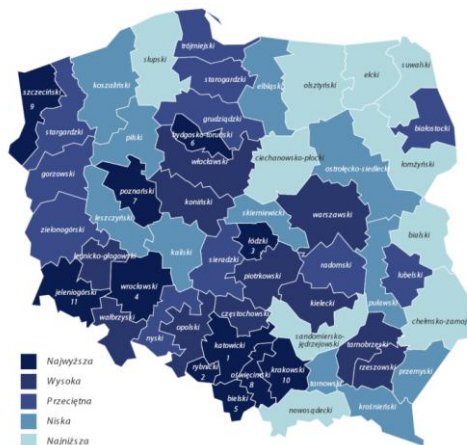 słupski
trójmiejski
koszaliński
starogardzki
elbląski
olsztyński
ełcki
suwalski
szczeciński
9
stargardzki
grudziądzki
białostocki
pilski
bydgosko-toruński
6
łomżyński
ciechanowsko-płocki
włocławski
ostrołęcko-siedlecki
gorzowski
poznański
7
koniński
warszawski
bialski
zielonogórski
leszczyński
skierniewicki
kaliski
łódzki
3
sieradzki
radomski
lubelski
puławski
legnicko-głogowski
piotrkowski
jeleniogórski
11
wrocławski
4
chełmsko-zamojski
wałbrzyski
opolski
częstochowski
kielecki
nyski
sandomiersko-
jędrzejowski
tarnobrzeski
katowicki
1
rzeszowski
rybnicki
2
oświęcimski
8
krakowski
10
tarnowski
przemyski
bielski
5
nowosądecki
krośnieński
Najwyższa
Wysoka
Przeciętna
Niska
Najniższa